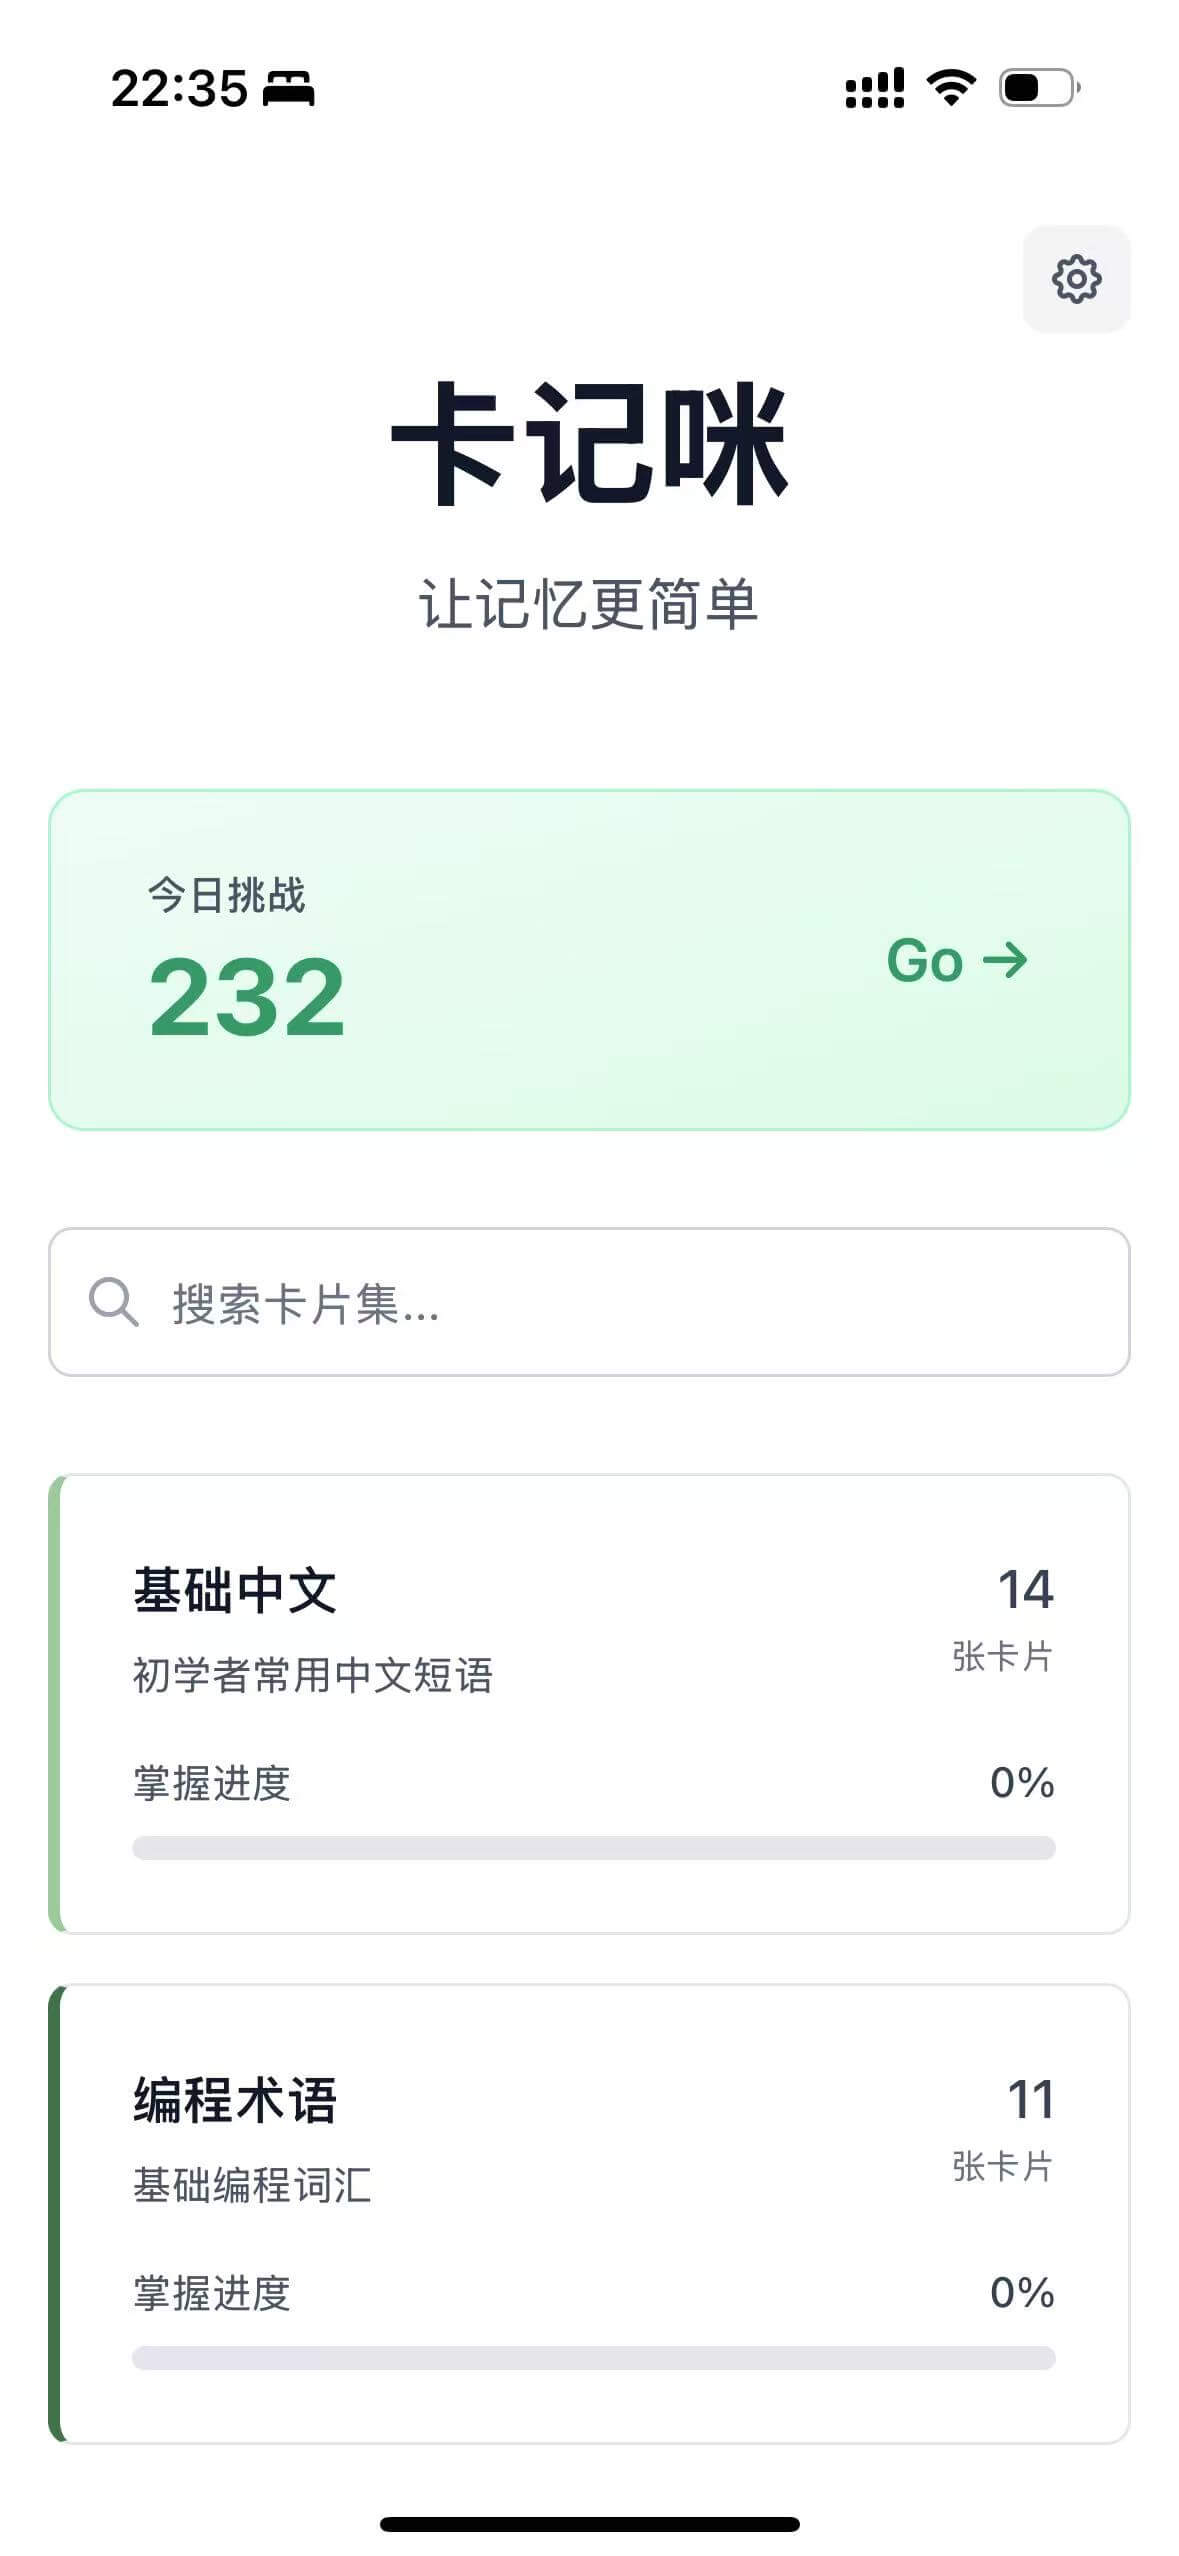 22:35
卡记咪
让记忆更简单
今日挑战
232
Go
搜索卡片集...
基础中文
14
初学者常用中文短语
张卡片
掌握进度
0%
编程术语
11
基础编程词汇
张卡片
掌握进度
0%